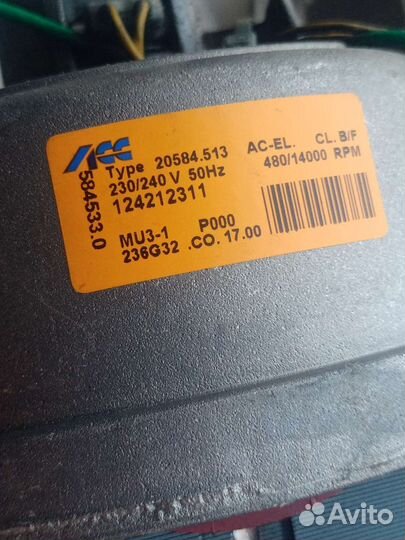 ACC
Type 20584.513 AC-EL. CL. B/F
230/240 V 50Hz 480/14000 RPM
124212311
584533.0
MU3-1 P000
236G32 .CO. 17.00
Avito